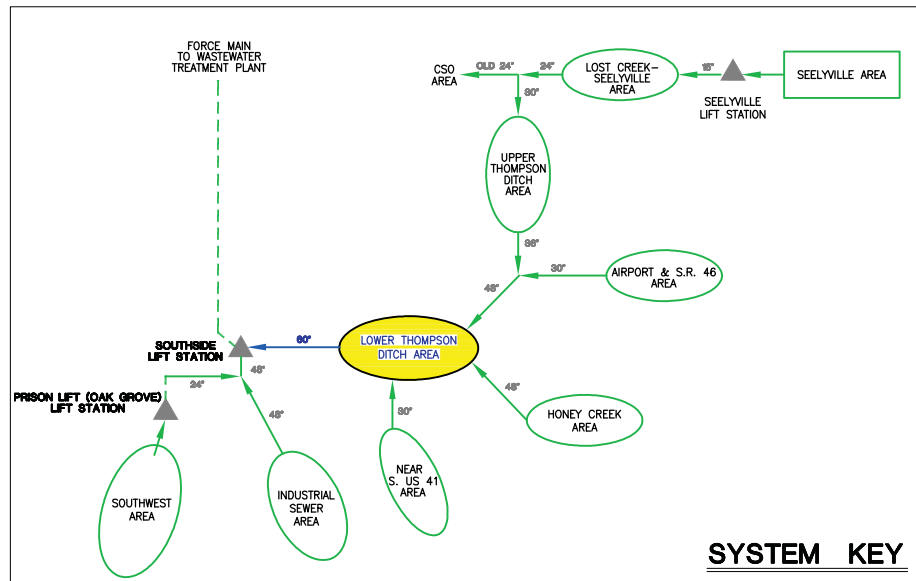 FORCE MAIN
TO WASTEWATER
TREATMENT PLANT
CSO
AREA
OLD 24"
24"
LOST CREEK–
SEELYVILLE
AREA
15"
SEELYVILLE
LIFT STATION
SEELYVILLE AREA
30"
UPPER
THOMPSON
DITCH
AREA
36"
30"
AIRPORT & S.R. 46
AREA
48"
SOUTHSIDE
LIFT STATION
60"
LOWER THOMPSON
DITCH AREA
48"
24"
PRISON LIFT (OAK GROVE)
LIFT STATION
48"
30"
48"
HONEY CREEK
AREA
NEAR
S. US 41
AREA
SOUTHWEST
AREA
INDUSTRIAL
SEWER
AREA
SYSTEM KEY